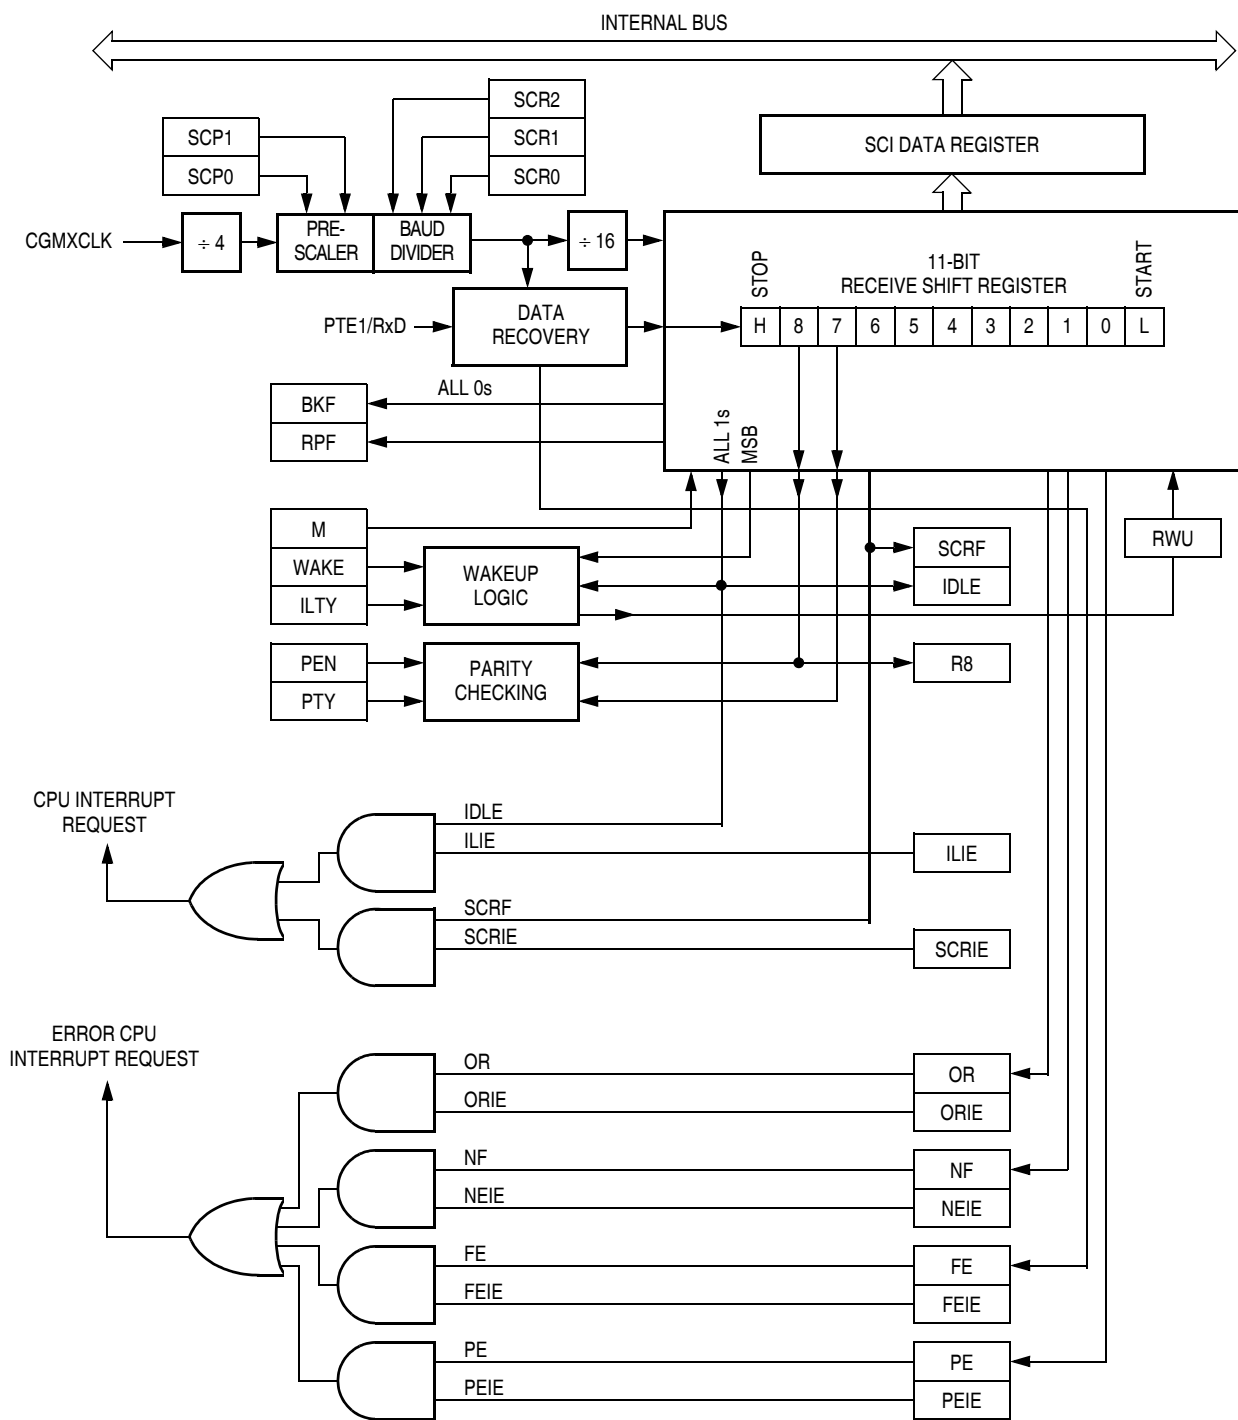 INTERNAL BUS
SCR2
SCR1
SCR0
SCP1
SCP0
SCI DATA REGISTER
CGMXCLK
÷ 4
PRE-
SCALER
BAUD
DIVIDER
÷ 16
STOP
11-BIT
RECEIVE SHIFT REGISTER
START
PTE1/RxD
DATA
RECOVERY
H 8 7 6 5 4 3 2 1 0 L
ALL 0s
BKF
RPF
ALL 1s
MSB
M
WAKE
ILTY
WAKEUP
LOGIC
SCRF
IDLE
RWU
PEN
PTY
PARITY
CHECKING
R8
CPU INTERRUPT
REQUEST
IDLE
ILIE
ILIE
SCRF
SCRIE
SCRIE
ERROR CPU
INTERRUPT REQUEST
OR
OR
ORIE
ORIE
NF
NF
NEIE
NEIE
FE
FE
FEIE
FEIE
PE
PE
PEIE
PEIE